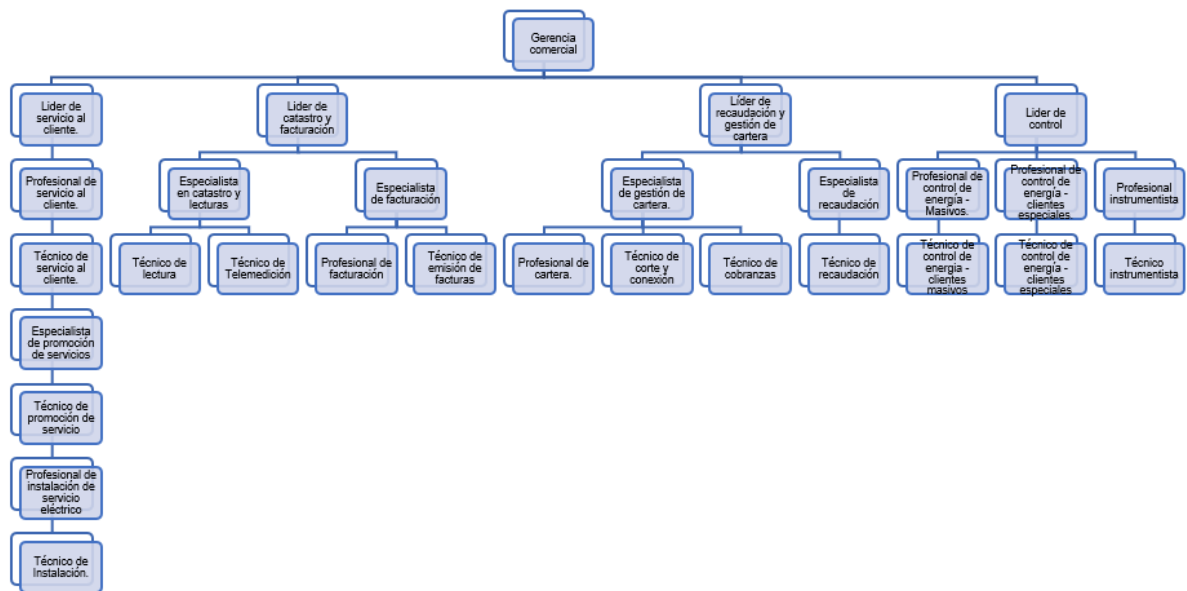 Gerencia
comercial
Lider de
servicio al
cliente.
Lider de
catastro y
facturación
Líder de
recaudación y
gestión de
cartera
Lider de
control
Profesional de
servicio al
cliente.
Especialista
en catastro y
lecturas
Especialista
de facturación
Especialista
de gestión de
cartera.
Especialista
de
recaudación
Profesional de
control de
energía -
Masivos.
Profesional de
control de
energía -
clientes
especiales.
Profesional
instrumentista
Técnico de
servicio al
cliente.
Técnico de
lectura
Técnico de
Telemedición
Profesional de
facturación
Técnico de
emisión de
facturas
Profesional de
cartera.
Técnico de
corte y
conexión
Técnico de
cobranzas
Técnico de
recaudación
Técnico de
control de
energía -
clientes
masivos
Técnico de
control de
energía -
clientes
especiales
Técnico
instrumentista
Especialista
de promoción
de servicios
Técnico de
promoción de
servicio
Profesional de
instalación de
servicio
eléctrico
Técnico de
Instalación.